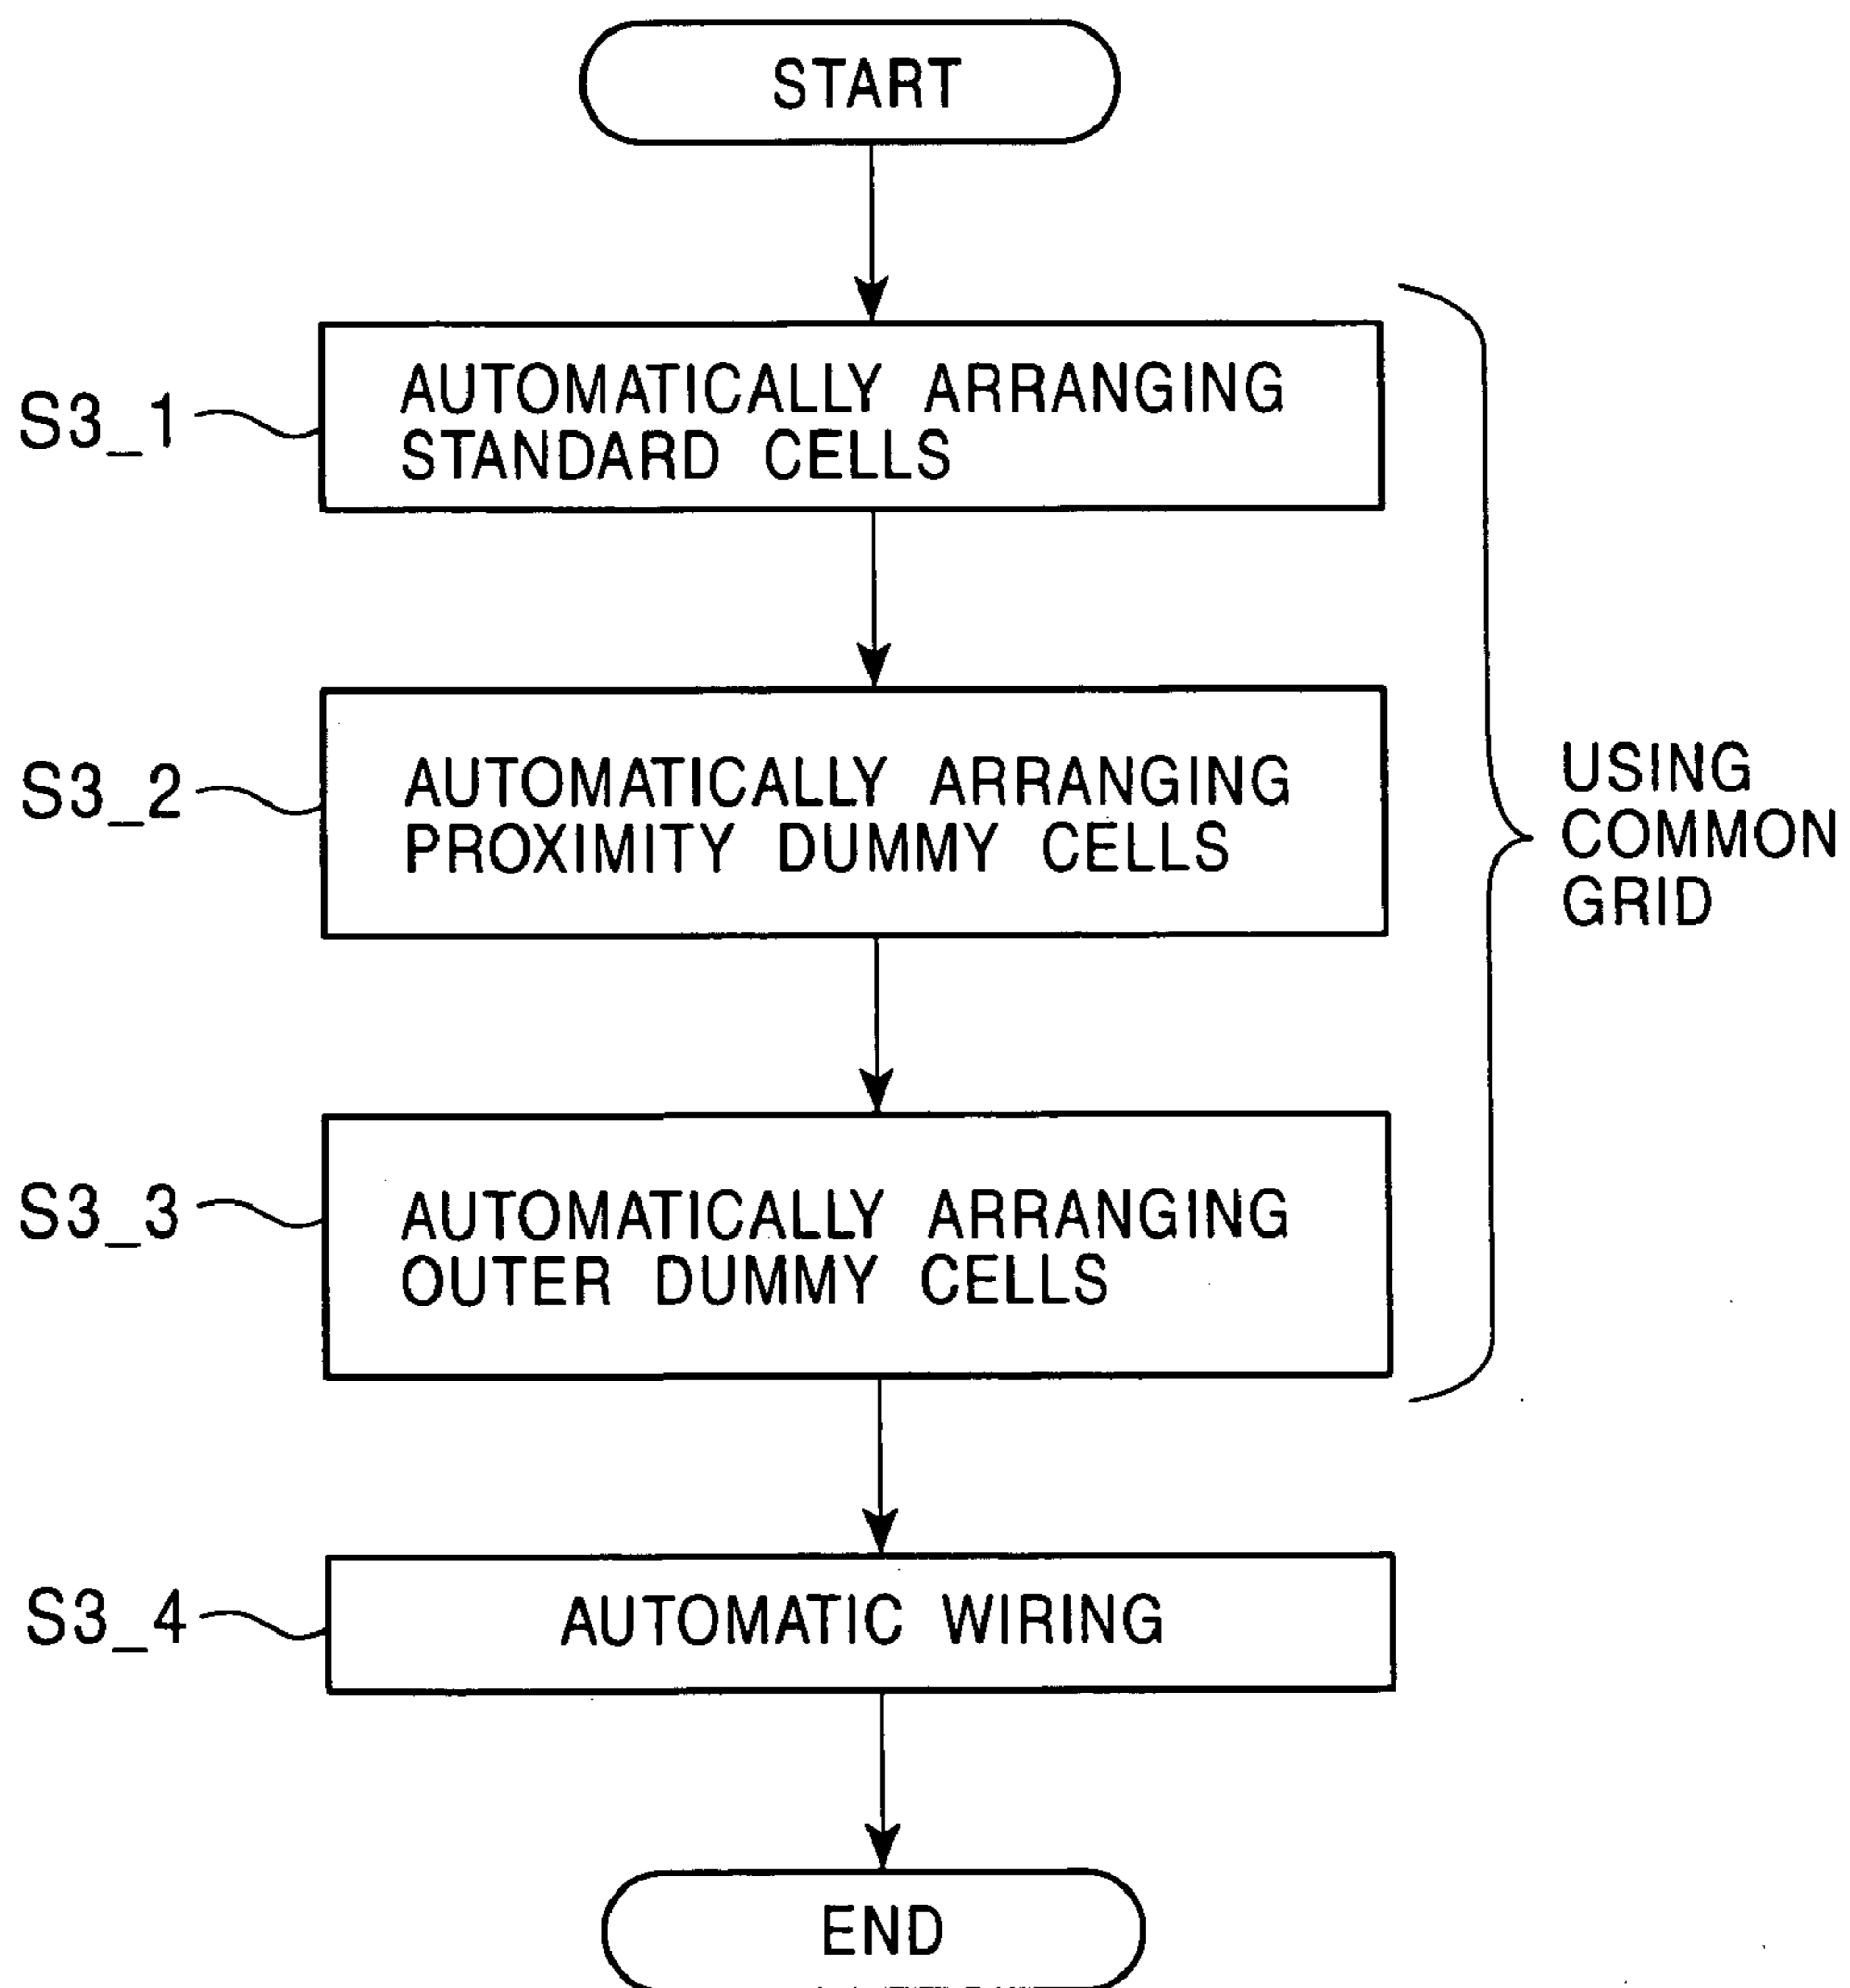 START
S3_1
AUTOMATICALLY ARRANGING
STANDARD CELLS
S3_2
AUTOMATICALLY ARRANGING
PROXIMITY DUMMY CELLS
USING
COMMON
GRID
S3_3
AUTOMATICALLY ARRANGING
OUTER DUMMY CELLS
S3_4
AUTOMATIC WIRING
END